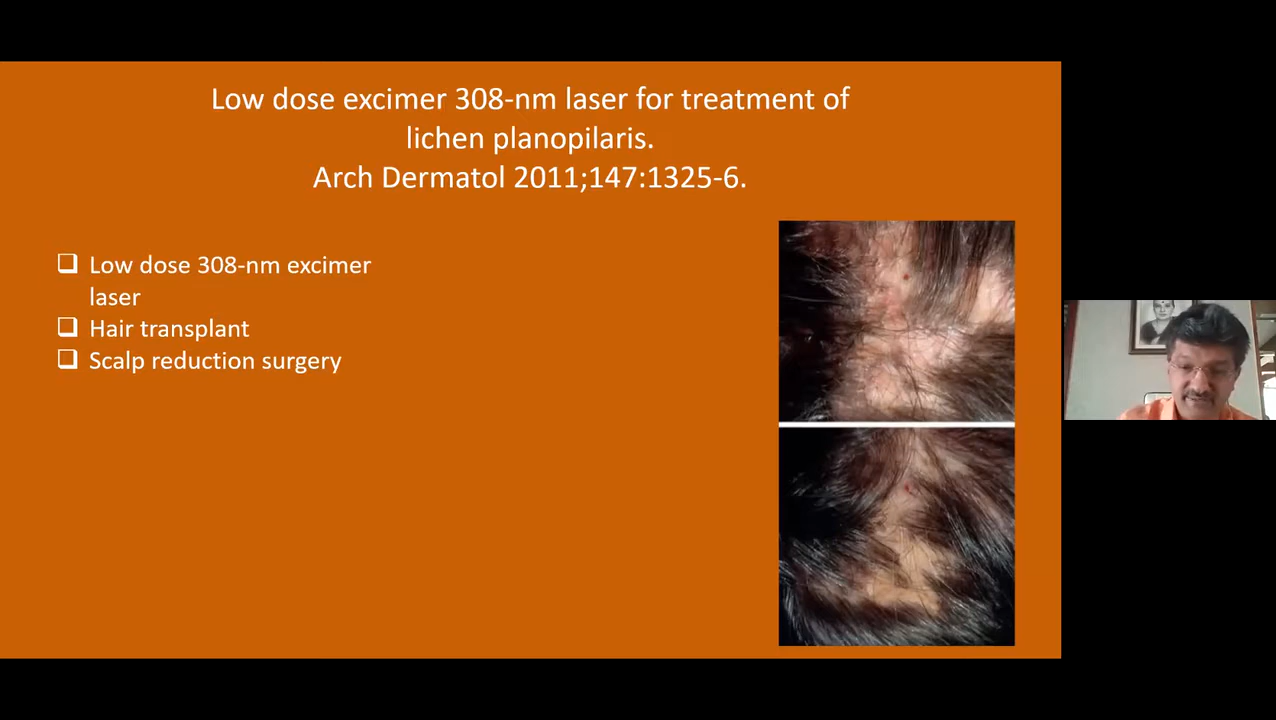 Low dose excimer 308-nm laser for treatment of
lichen planopilaris.
Arch Dermatol 2011;147:1325-6.
Low dose 308-nm excimer
laser
Hair transplant
Scalp reduction surgery